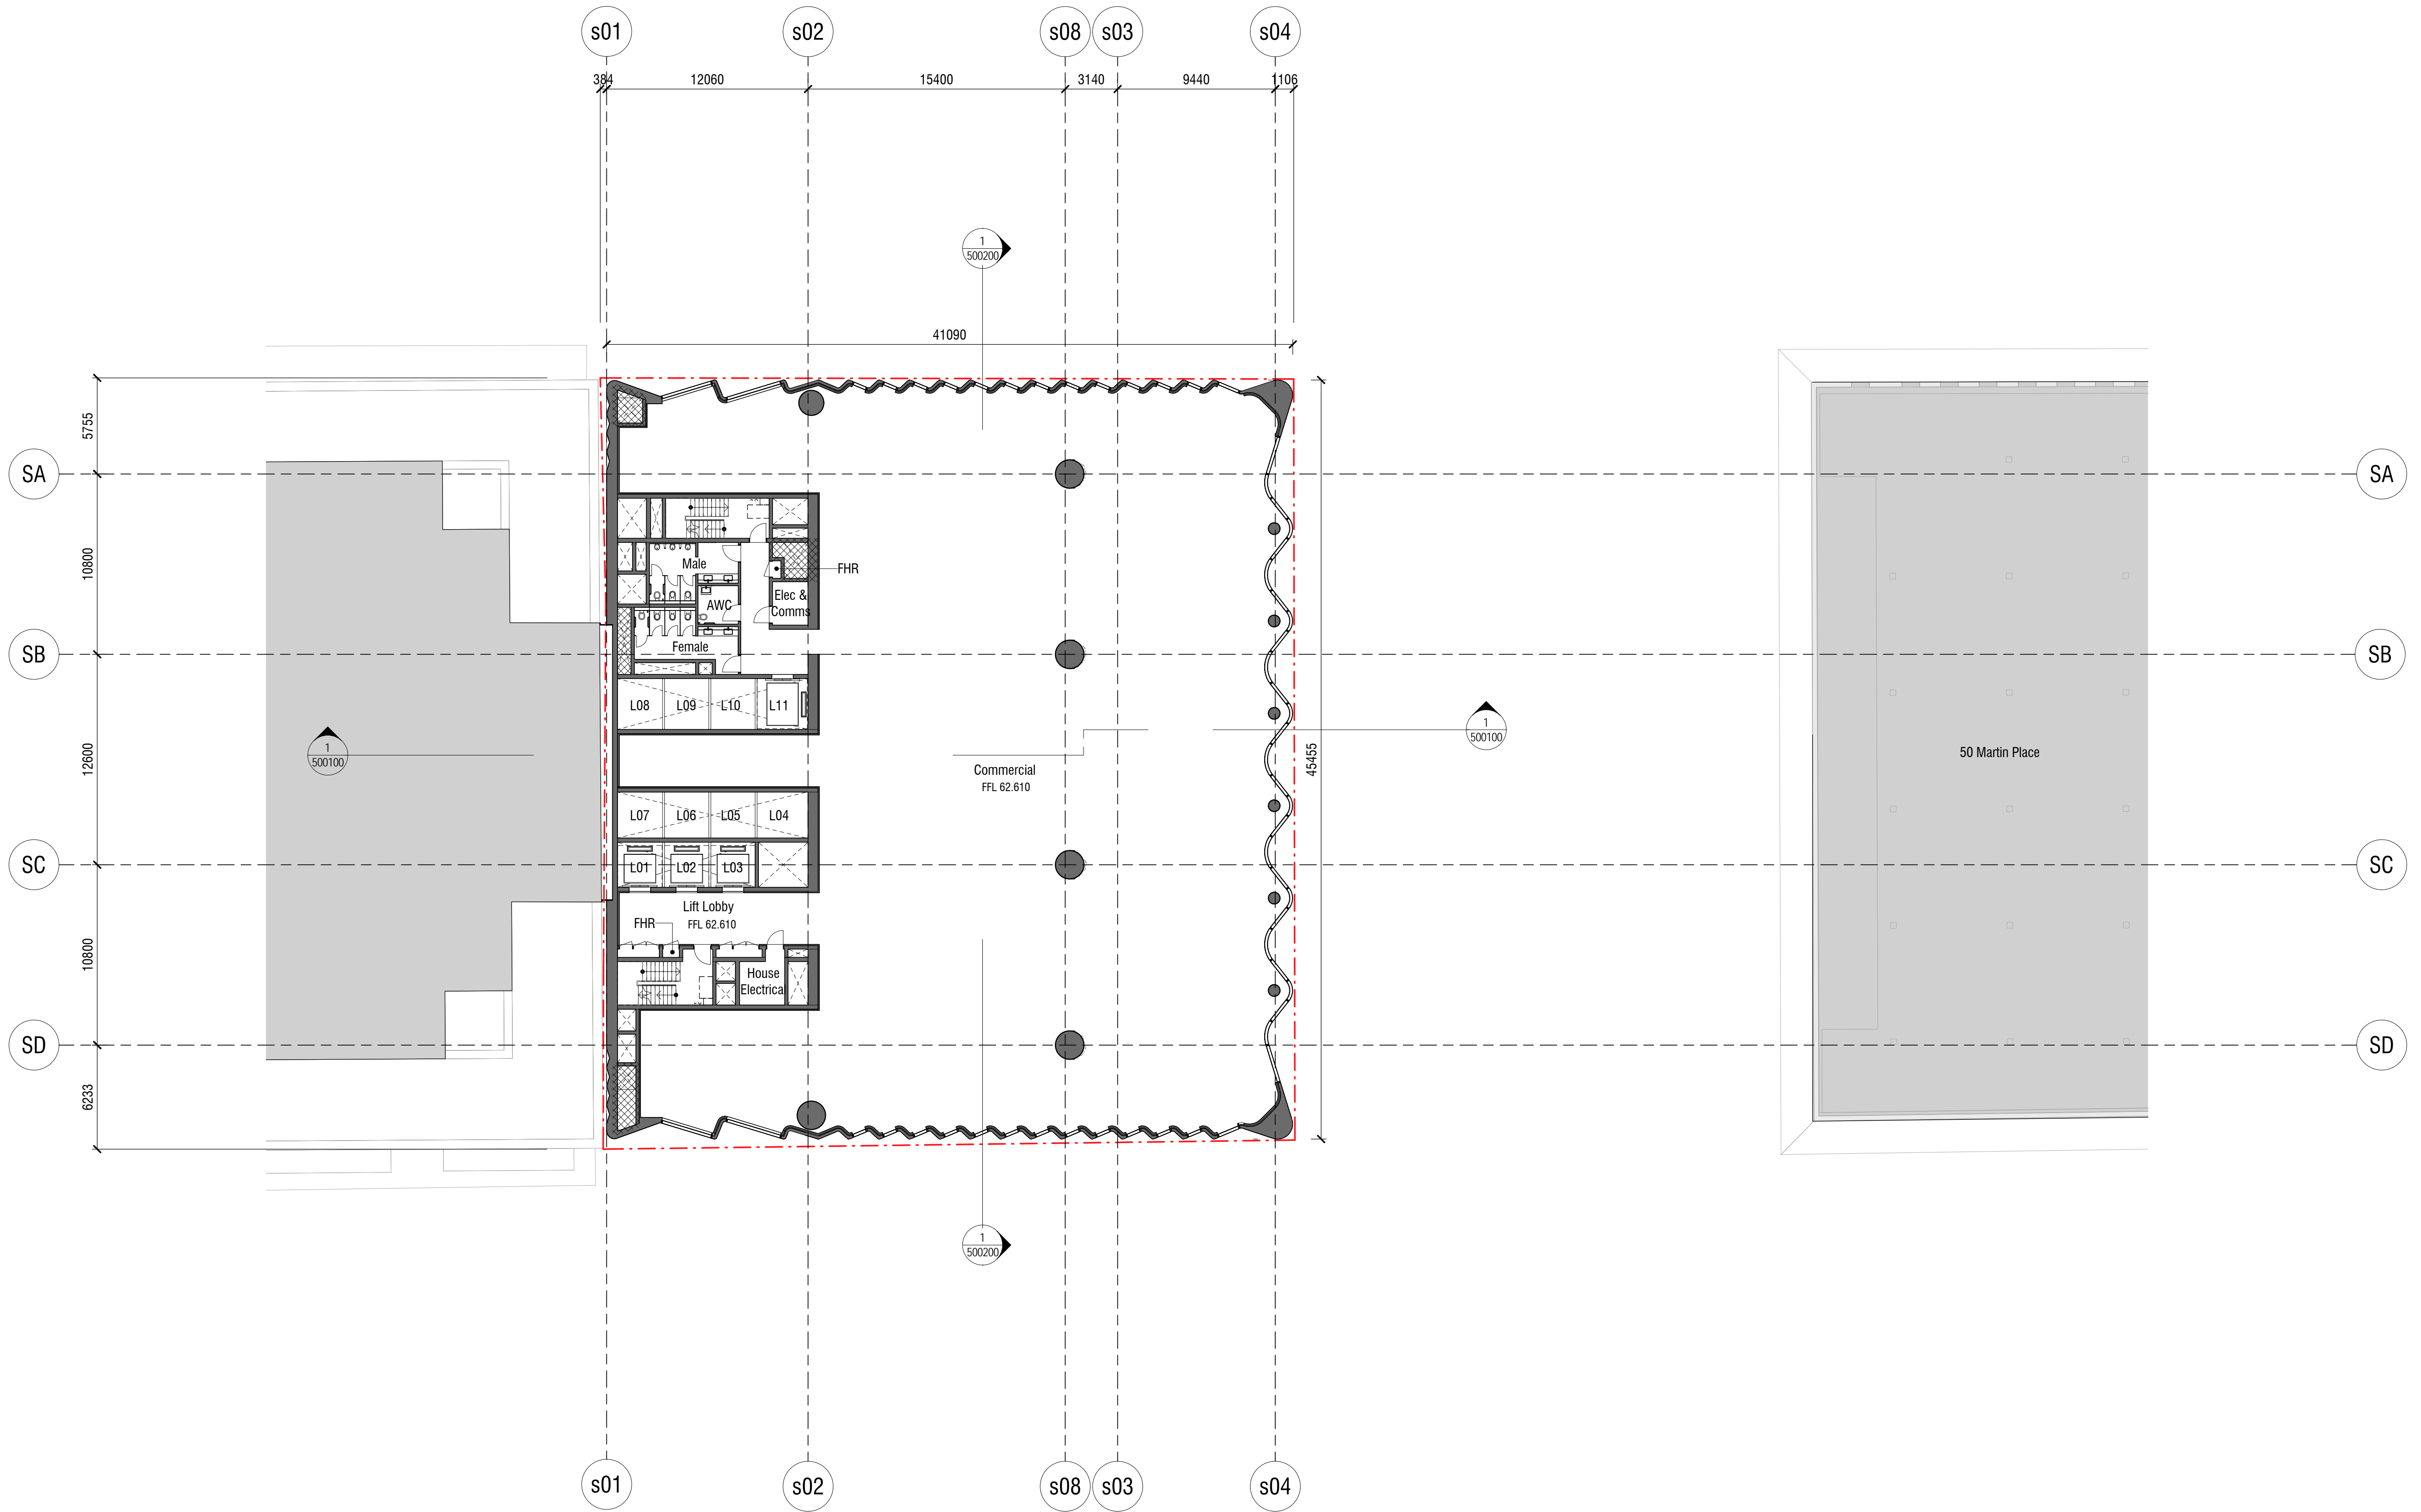 s01 s02 s08 s03 s04
384 12060 15400 3140 9440 1106
1
500200
41090
5755
SA SA
10800
Male
FHR
AWC
Elec &
Comms
Female
SB SB
L08 L09 L10 L11
12600
1
500100
1
500100
45455
50 Martin Place
Commercial
FFL 62.610
L07 L06 L05 L04
SC SC
L01 L02 L03
Lift Lobby
FFL 62.610
FHR
10800
House
Electrical
SD SD
6233
1
500200
s01 s02 s08 s03 s04